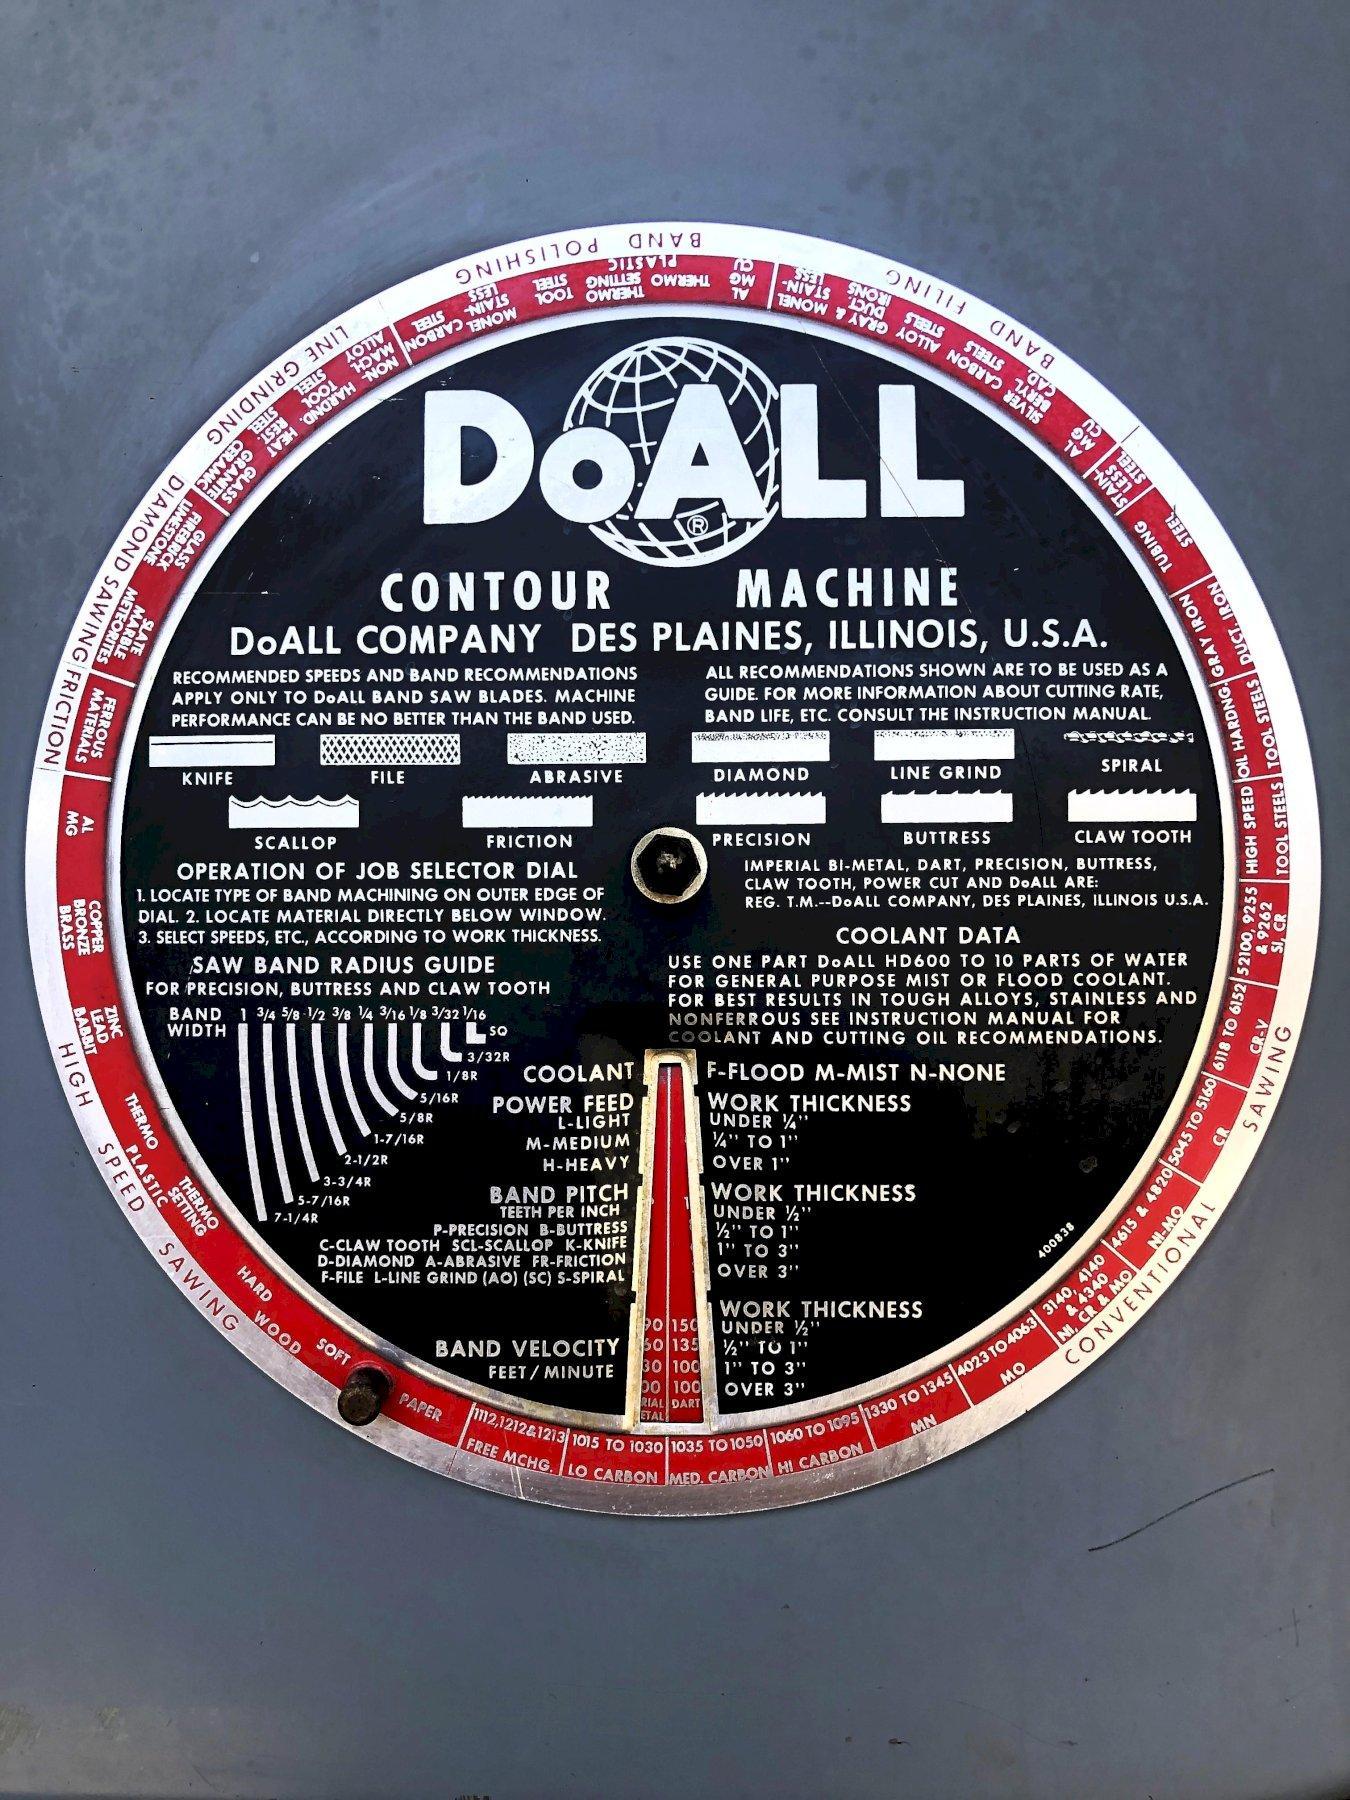 DoALL
®
CONTOUR MACHINE
DoALL COMPANY DES PLAINES, ILLINOIS, U.S.A.
RECOMMENDED SPEEDS AND BAND RECOMMENDATIONS
APPLY ONLY TO DoALL BAND SAW BLADES. MACHINE
PERFORMANCE CAN BE NO BETTER THAN THE BAND USED.
ALL RECOMMENDATIONS SHOWN ARE TO BE USED AS A
GUIDE. FOR MORE INFORMATION ABOUT CUTTING RATE,
BAND LIFE, ETC. CONSULT THE INSTRUCTION MANUAL.
KNIFE FILE ABRASIVE DIAMOND LINE GRIND SPIRAL
SCALLOP FRICTION PRECISION BUTTRESS CLAW TOOTH
OPERATION OF JOB SELECTOR DIAL
1. LOCATE TYPE OF BAND MACHINING ON OUTER EDGE OF
DIAL. 2. LOCATE MATERIAL DIRECTLY BELOW WINDOW.
3. SELECT SPEEDS, ETC., ACCORDING TO WORK THICKNESS.
IMPERIAL BI-METAL, DART, PRECISION, BUTTRESS,
CLAW TOOTH, POWER CUT AND DoALL ARE:
REG. T.M.--DoALL COMPANY, DES PLAINES, ILLINOIS U.S.A.
SAW BAND RADIUS GUIDE
FOR PRECISION, BUTTRESS AND CLAW TOOTH
BAND WIDTH 1 3/4 5/8 1/2 3/8 1/4 3/16 1/8 3/32 1/16
SQ
3/32R
1/8R
5/16R
5/8R
1-7/16R
2-1/2R
3-3/4R
5-7/16R
7-1/4R
COOLANT DATA
USE ONE PART DoALL HD600 TO 10 PARTS OF WATER
FOR GENERAL PURPOSE MIST OR FLOOD COOLANT.
FOR BEST RESULTS IN TOUGH ALLOYS, STAINLESS AND
NONFERROUS SEE INSTRUCTION MANUAL FOR
COOLANT AND CUTTING OIL RECOMMENDATIONS.
COOLANT F-FLOOD M-MIST N-NONE
POWER FEED WORK THICKNESS
L-LIGHT UNDER ¼"
M-MEDIUM ¼" TO 1"
H-HEAVY OVER 1"
BAND PITCH WORK THICKNESS
TEETH PER INCH UNDER ½"
P-PRECISION B-BUTTRESS ½" TO 1"
C-CLAW TOOTH SCL-SCALLOP K-KNIFE 1" TO 3"
D-DIAMOND A-ABRASIVE FR-FRICTION OVER 3"
F-FILE L-LINE GRIND (AO) (SC) S-SPIRAL
WORK THICKNESS
UNDER ½"
BAND VELOCITY ½" TO 1"
FEET/MINUTE 1" TO 3"
OVER 3"
135
100
100
DART
400838
BAND POLISHING
CARBON STEEL
MONEL STAIN-LESS
TOOL STEEL
THERMO SETTING
THERMO PLASTIC
AL MG CU
BAND FILING
MONEL STAIN-LESS
GRAY & DUCT. IRONS
ALLOY STEELS
CARBON STEELS
SILVER CAD'L BERY
AL MG CU
CONVENTIONAL SAWING
STAIN-LESS STEEL
TUBING STEEL
GRAY IRON DUCT. IRON
OIL HARDNG TOOL STEELS
HIGH SPEED TOOL STEELS
52100, 9255 & 9262 SI, CR
6118 TO 6152 CR-V
5045 TO 5160 CR
4615 & 4820 NI-MO
3140, 4140 & 4340 NI, CR & MO
4023 TO 4063 MO
1330 TO 1345 MN
1060 TO 1095 HI CARBON
1035 TO 1050 MED. CARBON
1015 TO 1030 LO CARBON
1112, 1212 & 1213 FREE MCHG.
HIGH SPEED SAWING
PAPER
SOFT WOOD HARD
THERMO SETTING
THERMO PLASTIC
ZINC LEAD BABIT
COPPER BRONZE BRASS
AL MG
FRICTION
FERROUS MATERIALS
DIAMOND SAWING
SLATE MARBLE METEORITES
GLASS FIREBRICK LIMESTONE
LINE GRINDING
GLASS GRANITE CERAMIC
HEAT REST. STEEL
HARDND. TOOL STEEL
NON-MACH. ALLOY